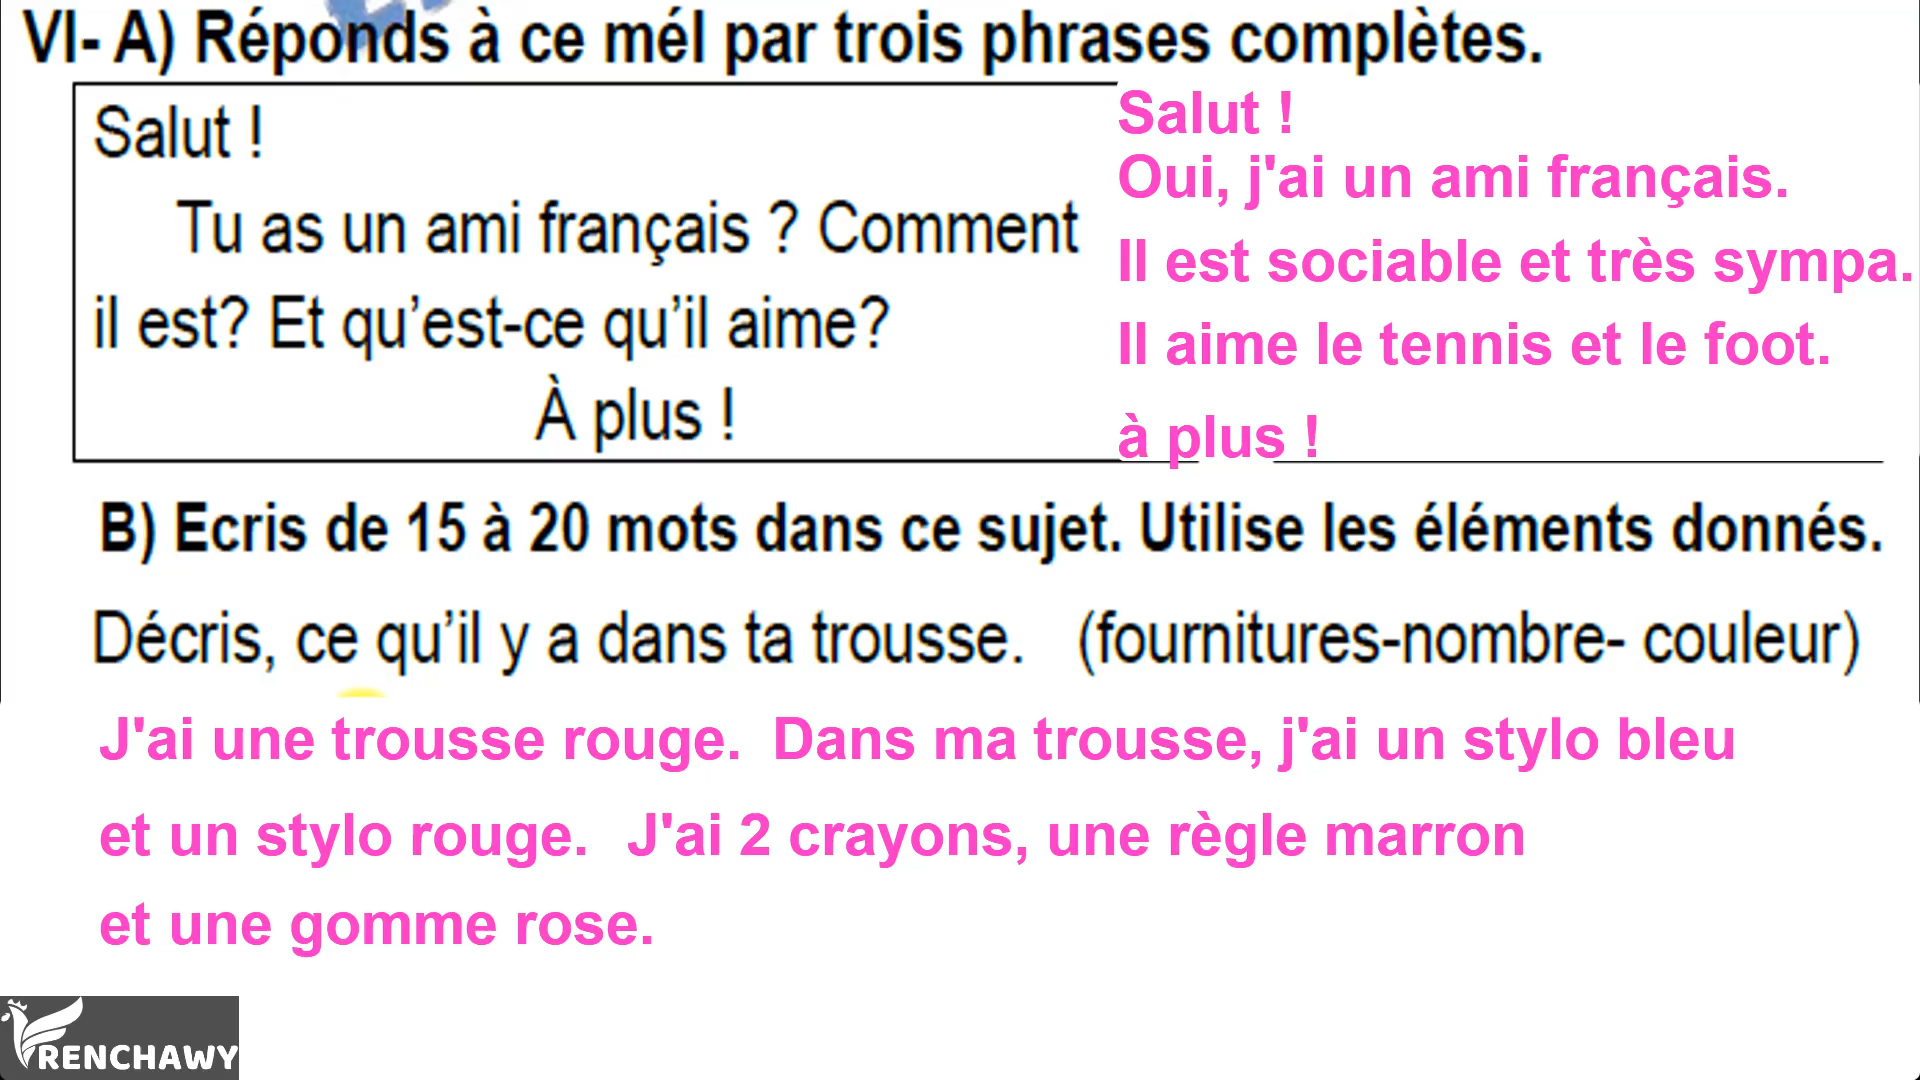 VI- A) Réponds à ce mél par trois phrases complètes.
Salut !
Tu as un ami français ? Comment
il est? Et qu’est-ce qu’il aime?
À plus !
Salut !
Oui, j'ai un ami français.
Il est sociable et très sympa.
Il aime le tennis et le foot.
à plus !
B) Ecris de 15 à 20 mots dans ce sujet. Utilise les éléments donnés.
Décris, ce qu’il y a dans ta trousse. (fournitures-nombre- couleur)
J'ai une trousse rouge. Dans ma trousse, j'ai un stylo bleu
et un stylo rouge. J'ai 2 crayons, une règle marron
et une gomme rose.
RENCHAWY